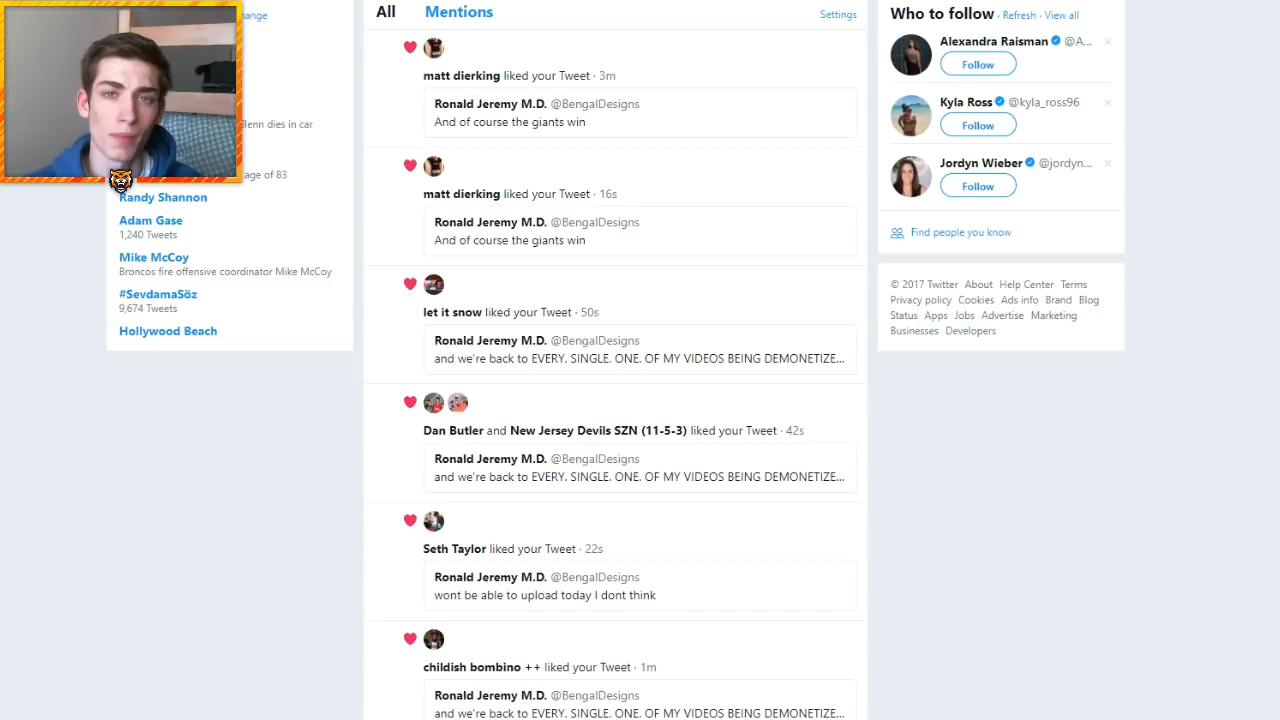 hange
Glenn dies in car
lage of 83
Randy Shannon
Adam Gase
1,240 Tweets
Mike McCoy
Broncos fire offensive coordinator Mike McCoy
#SevdamaSöz
9,674 Tweets
Hollywood Beach
All Mentions Settings
matt dierking liked your Tweet · 3m
Ronald Jeremy M.D. @BengalDesigns
And of course the giants win
matt dierking liked your Tweet · 16s
Ronald Jeremy M.D. @BengalDesigns
And of course the giants win
let it snow liked your Tweet · 50s
Ronald Jeremy M.D. @BengalDesigns
and we're back to EVERY. SINGLE. ONE. OF MY VIDEOS BEING DEMONETIZE...
Dan Butler and New Jersey Devils SZN (11-5-3) liked your Tweet · 42s
Ronald Jeremy M.D. @BengalDesigns
and we're back to EVERY. SINGLE. ONE. OF MY VIDEOS BEING DEMONETIZE...
Seth Taylor liked your Tweet · 22s
Ronald Jeremy M.D. @BengalDesigns
wont be able to upload today I dont think
childish bombino ++ liked your Tweet · 1m
Ronald Jeremy M.D. @BengalDesigns
and we're back to EVERY. SINGLE. ONE. OF MY VIDEOS BEING DEMONETIZE...
Who to follow · Refresh · View all
Alexandra Raisman @A...
Follow
Kyla Ross @kyla_ross96
Follow
Jordyn Wieber @jordyn...
Follow
Find people you know
© 2017 Twitter About Help Center Terms
Privacy policy Cookies Ads info Brand Blog
Status Apps Jobs Advertise Marketing
Businesses Developers